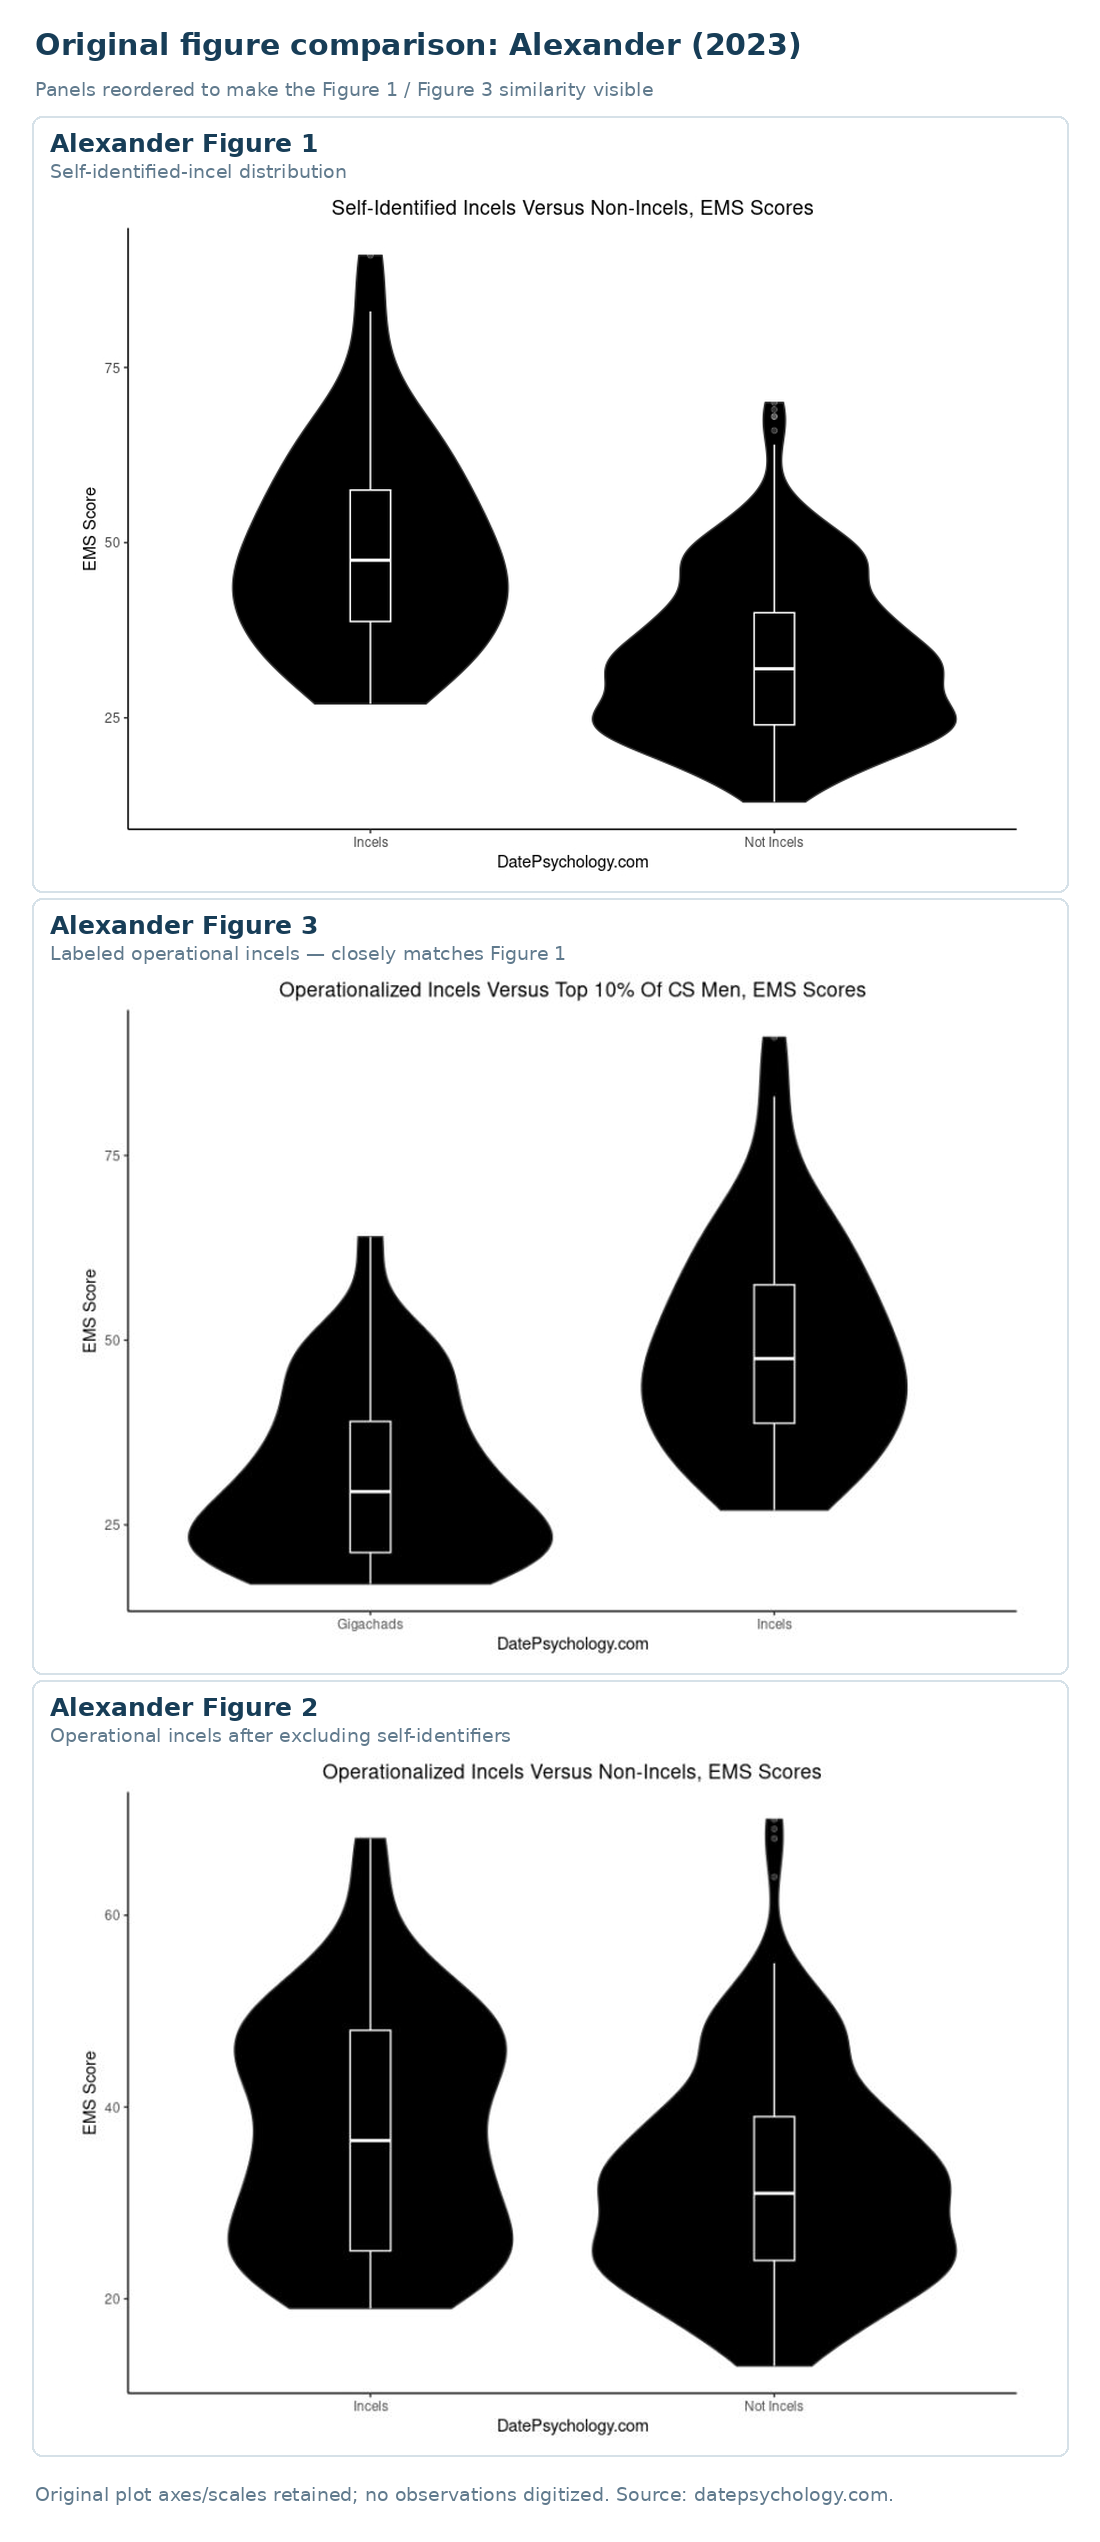 Original figure comparison: Alexander (2023)
Panels reordered to make the Figure 1 / Figure 3 similarity visible
Alexander Figure 1
Self-identified-incel distribution
Self-Identified Incels Versus Non-Incels, EMS Scores
75
50
25
EMS Score
Incels
Not Incels
DatePsychology.com
Alexander Figure 3
Labeled operational incels — closely matches Figure 1
Operationalized Incels Versus Top 10% Of CS Men, EMS Scores
75
50
25
EMS Score
Gigachads
Incels
DatePsychology.com
Alexander Figure 2
Operational incels after excluding self-identifiers
Operationalized Incels Versus Non-Incels, EMS Scores
60
40
20
EMS Score
Incels
Not Incels
DatePsychology.com
Original plot axes/scales retained; no observations digitized. Source: datepsychology.com.